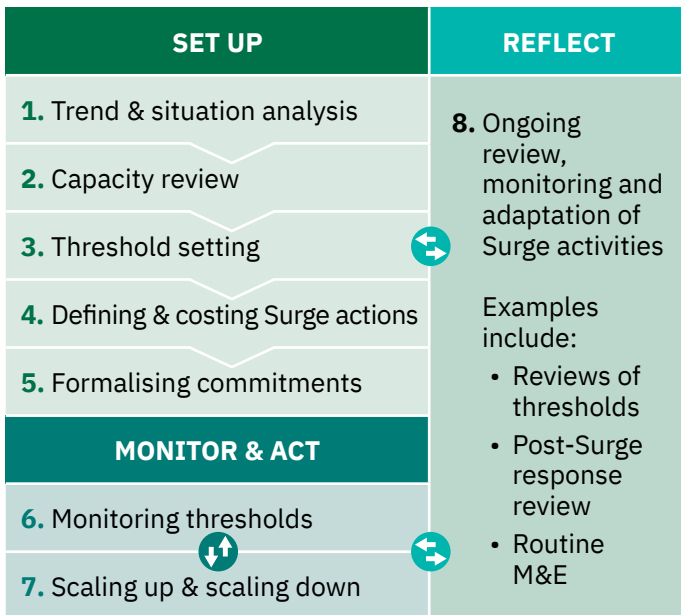 SET UP
1. Trend & situation analysis
2. Capacity review
3. Threshold setting
4. Defining & costing Surge actions
5. Formalising commitments
MONITOR & ACT
6. Monitoring thresholds
7. Scaling up & scaling down
REFLECT
8. Ongoing
review,
monitoring and
adaptation of
Surge activities
Examples
include:
• Reviews of
thresholds
• Post-Surge
response
review
• Routine
M&E